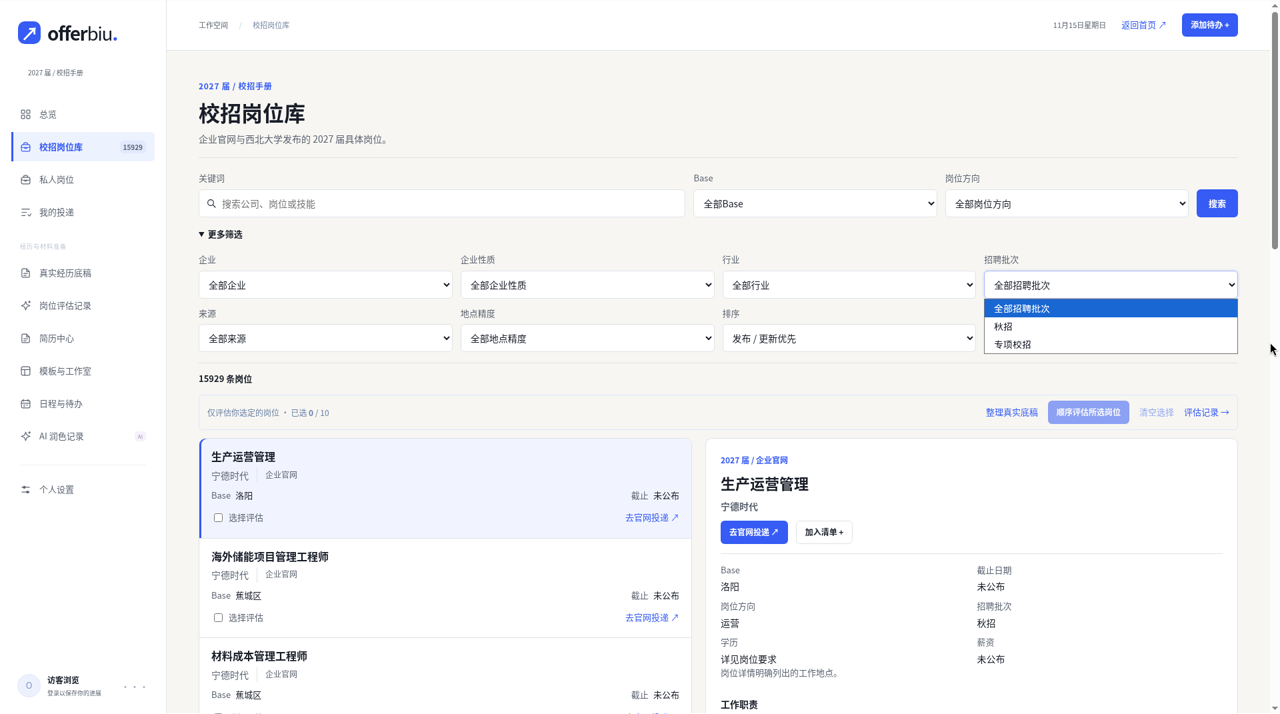 offerbiu.
2027 届 / 校招手册
总览
校招岗位库 15929
私人岗位
我的投递
经历与材料准备
真实经历底稿
岗位评估记录
简历中心
模板与工作室
日程与待办
AI 润色记录 AI
个人设置
O 访客浏览
登录以保存你的进展
工作空间 / 校招岗位库
11月15日星期日 返回首页 ↗ 添加待办 +
2027 届 / 校招手册
校招岗位库
企业官网与西北大学发布的 2027 届具体岗位。
关键词 Base 岗位方向
搜索公司、岗位或技能 全部Base 全部岗位方向 搜索
▼ 更多筛选
企业 企业性质 行业 招聘批次
全部企业 全部企业性质 全部行业 全部招聘批次
全部招聘批次
秋招
专项校招
来源 地点精度 排序
全部来源 全部地点精度 发布 / 更新优先
15929 条岗位
仅评估你选定的岗位 · 已选 0 / 10 整理真实底稿 顺序评估所选岗位 清空选择 评估记录 →
生产运营管理
宁德时代 企业官网
Base 洛阳 截止 未公布
选择评估 去官网投递 ↗
海外储能项目管理工程师
宁德时代 企业官网
Base 蕉城区 截止 未公布
选择评估 去官网投递 ↗
材料成本管理工程师
宁德时代 企业官网
Base 蕉城区 截止 未公布
2027 届 / 企业官网
生产运营管理
宁德时代
去官网投递 ↗ 加入清单 +
Base 截止日期
洛阳 未公布
岗位方向 招聘批次
运营 秋招
学历 薪资
详见岗位要求 未公布
岗位详情明确列出的工作地点。
工作职责